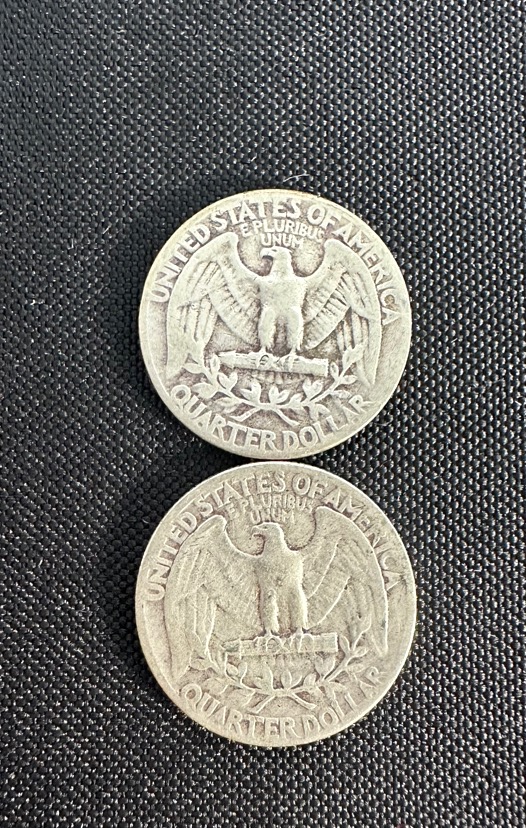 UNITED STATES OF AMERICA
E PLURIBUS
UNUM
QUARTER DOLLAR
UNITED STATES OF AMERICA
E PLURIBUS
UNUM
QUARTER DOLLAR